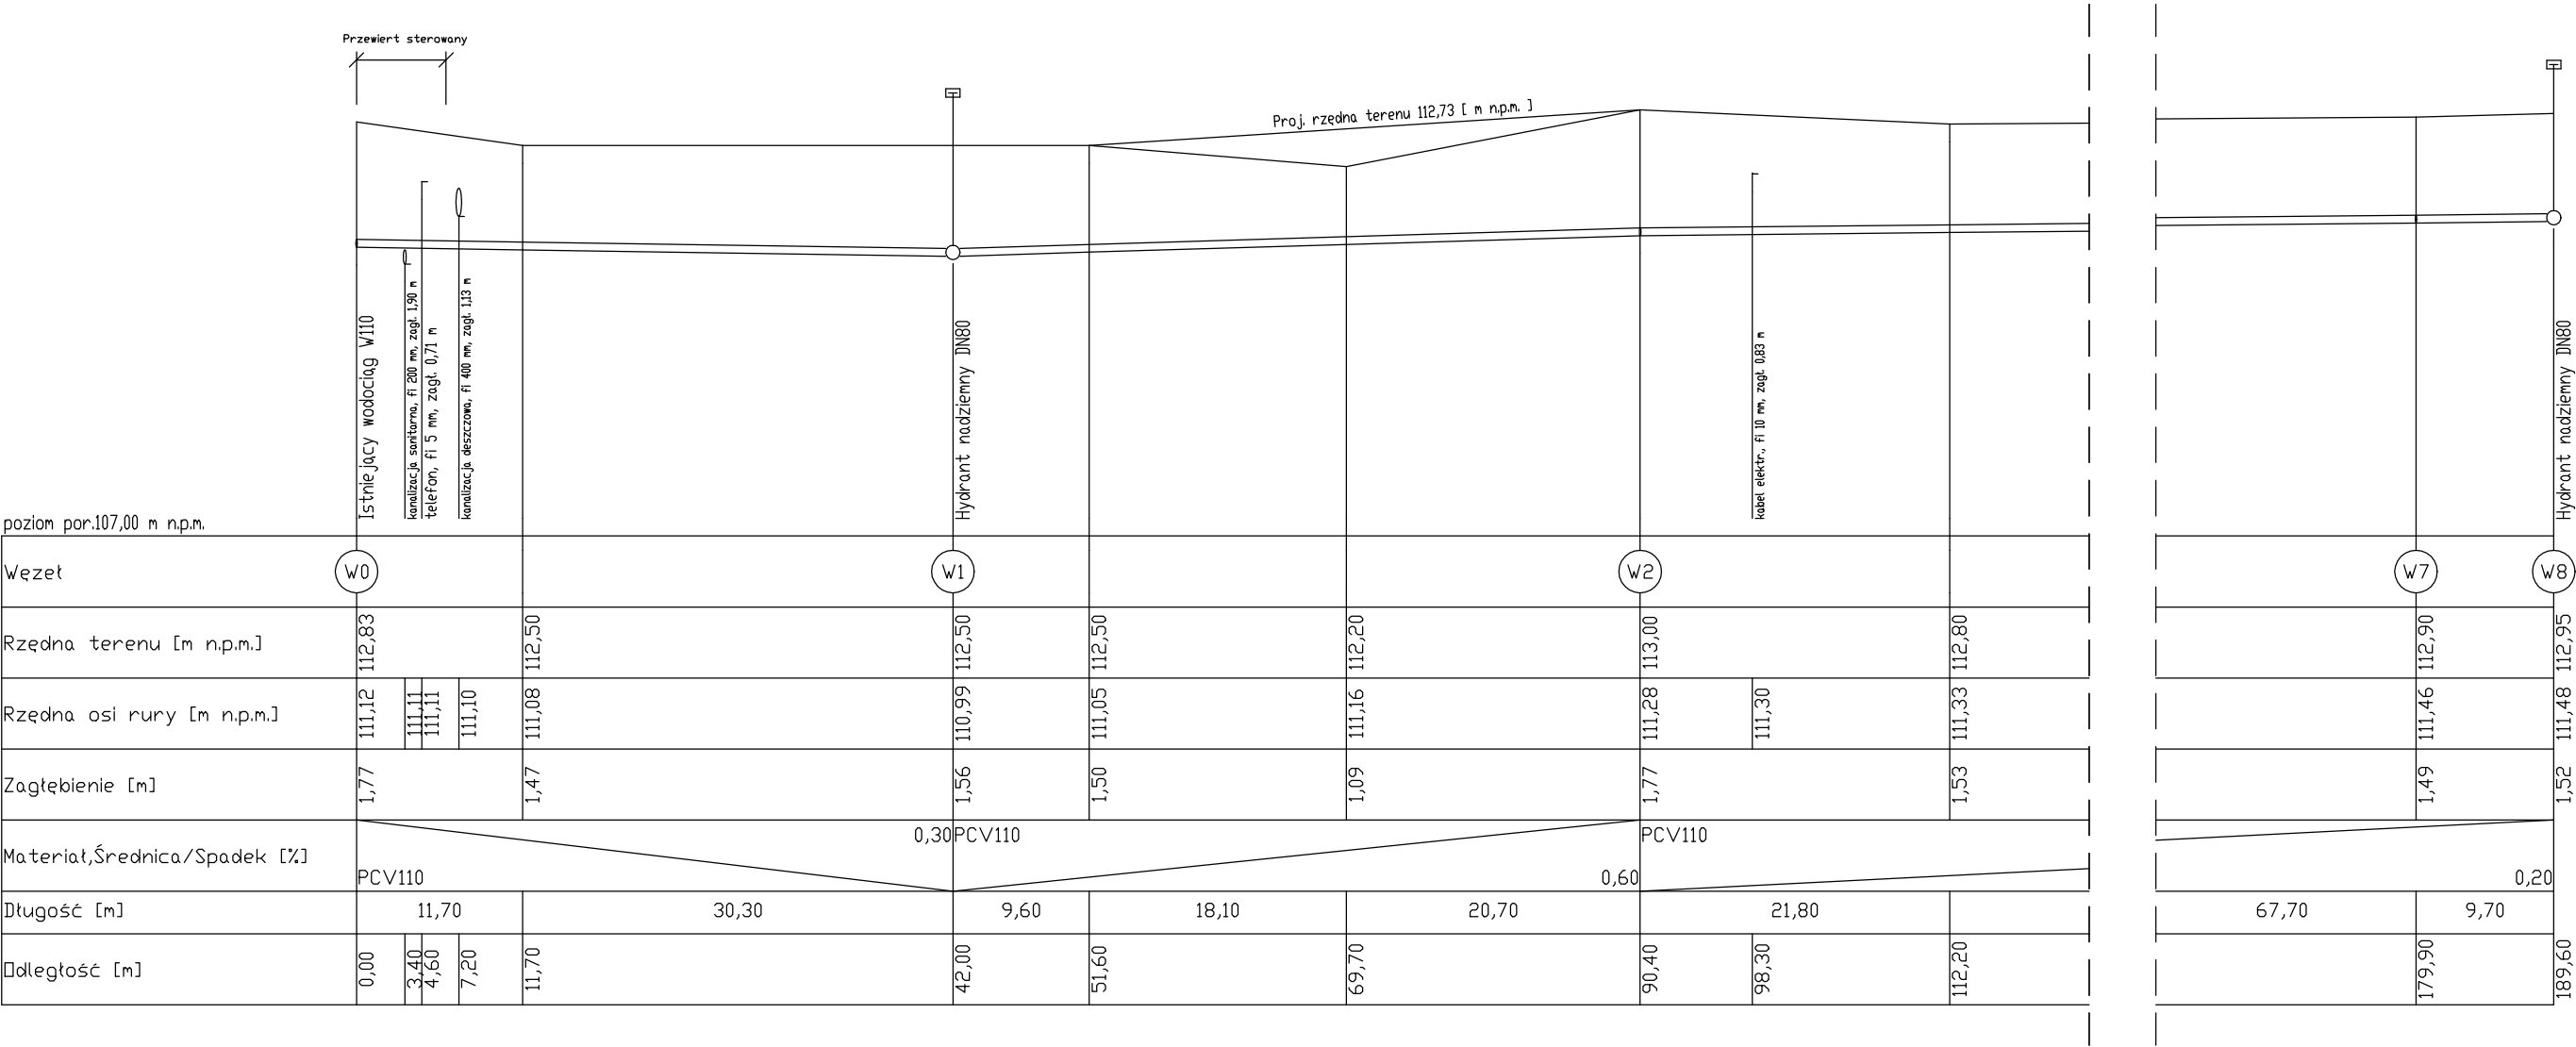 Przewiert sterowany
Proj. rzędna terenu 112,73 [ m n.p.m. ]
Istniejący wodociąg W110
kanalizacja sanitarna, fi 200 mm, zagł. 1,90 m
telefon, fi 5 mm, zagł. 0,71 m
kanalizacja deszczowa, fi 400 mm, zagł. 1,13 m
Hydrant nadziemny DN80
kabel elektr., fi 10 mm, zagł. 0,83 m
Hydrant nadziemny DN80
poziom por.107,00 m n.p.m.
Węzeł W0 W1 W2 W7 W8
Rzędna terenu [m n.p.m.] 112,83 112,50 112,50 112,50 112,20 113,00 112,80 112,90 112,95
Rzędna osi rury [m n.p.m.] 111,12 111,11 111,11 111,10 111,08 110,99 111,05 111,16 111,28 111,30 111,33 111,46 111,48
Zagłębienie [m] 1,77 1,47 1,56 1,50 1,09 1,77 1,53 1,49 1,52
0,30 PCV110 PCV110
Materiał,Średnica/Spadek [%]
PCV110 0,60 0,20
Długość [m] 11,70 30,30 9,60 18,10 20,70 21,80 67,70 9,70
Odległość [m] 0,00 3,40 4,60 7,20 11,70 42,00 51,60 69,70 90,40 98,30 112,20 179,90 189,60